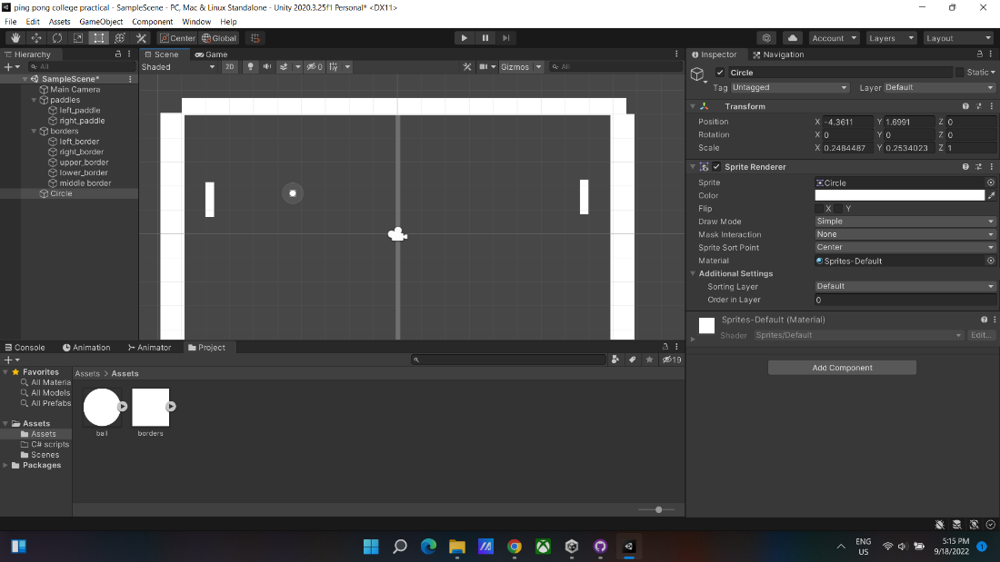 ping pong college practical - SampleScene - PC, Mac & Linux Standalone - Unity 2020.3.25f1 Personal* <DX11>
File Edit Assets GameObject Component Window Help
Center Global Account Layers Layout
Hierarchy
All
SampleScene*
Main Camera
paddles
left_paddle
right_paddle
borders
left_border
right_border
upper_border
lower_border
middle border
Circle
Scene Game
Shaded 2D 0 Gizmos All
Inspector Navigation
Circle Static
Tag Untagged Layer Default
Transform
Position X -4.3611 Y 1.6991 Z 0
Rotation X 0 Y 0 Z 0
Scale X 0.2484487 Y 0.2534023 Z 1
Sprite Renderer
Sprite Circle
Color
Flip X Y
Draw Mode Simple
Mask Interaction None
Sprite Sort Point Center
Material Sprites-Default
Additional Settings
Sorting Layer Default
Order in Layer 0
Sprites-Default (Material)
Shader Sprites/Default Edit...
Add Component
Console Animation Animator Project
19
Favorites
All Materia
All Models
All Prefabs
Assets
Assets
C# scripts
Scenes
Packages
Assets > Assets
ball borders
ENG
US
5:15 PM
9/18/2022
1